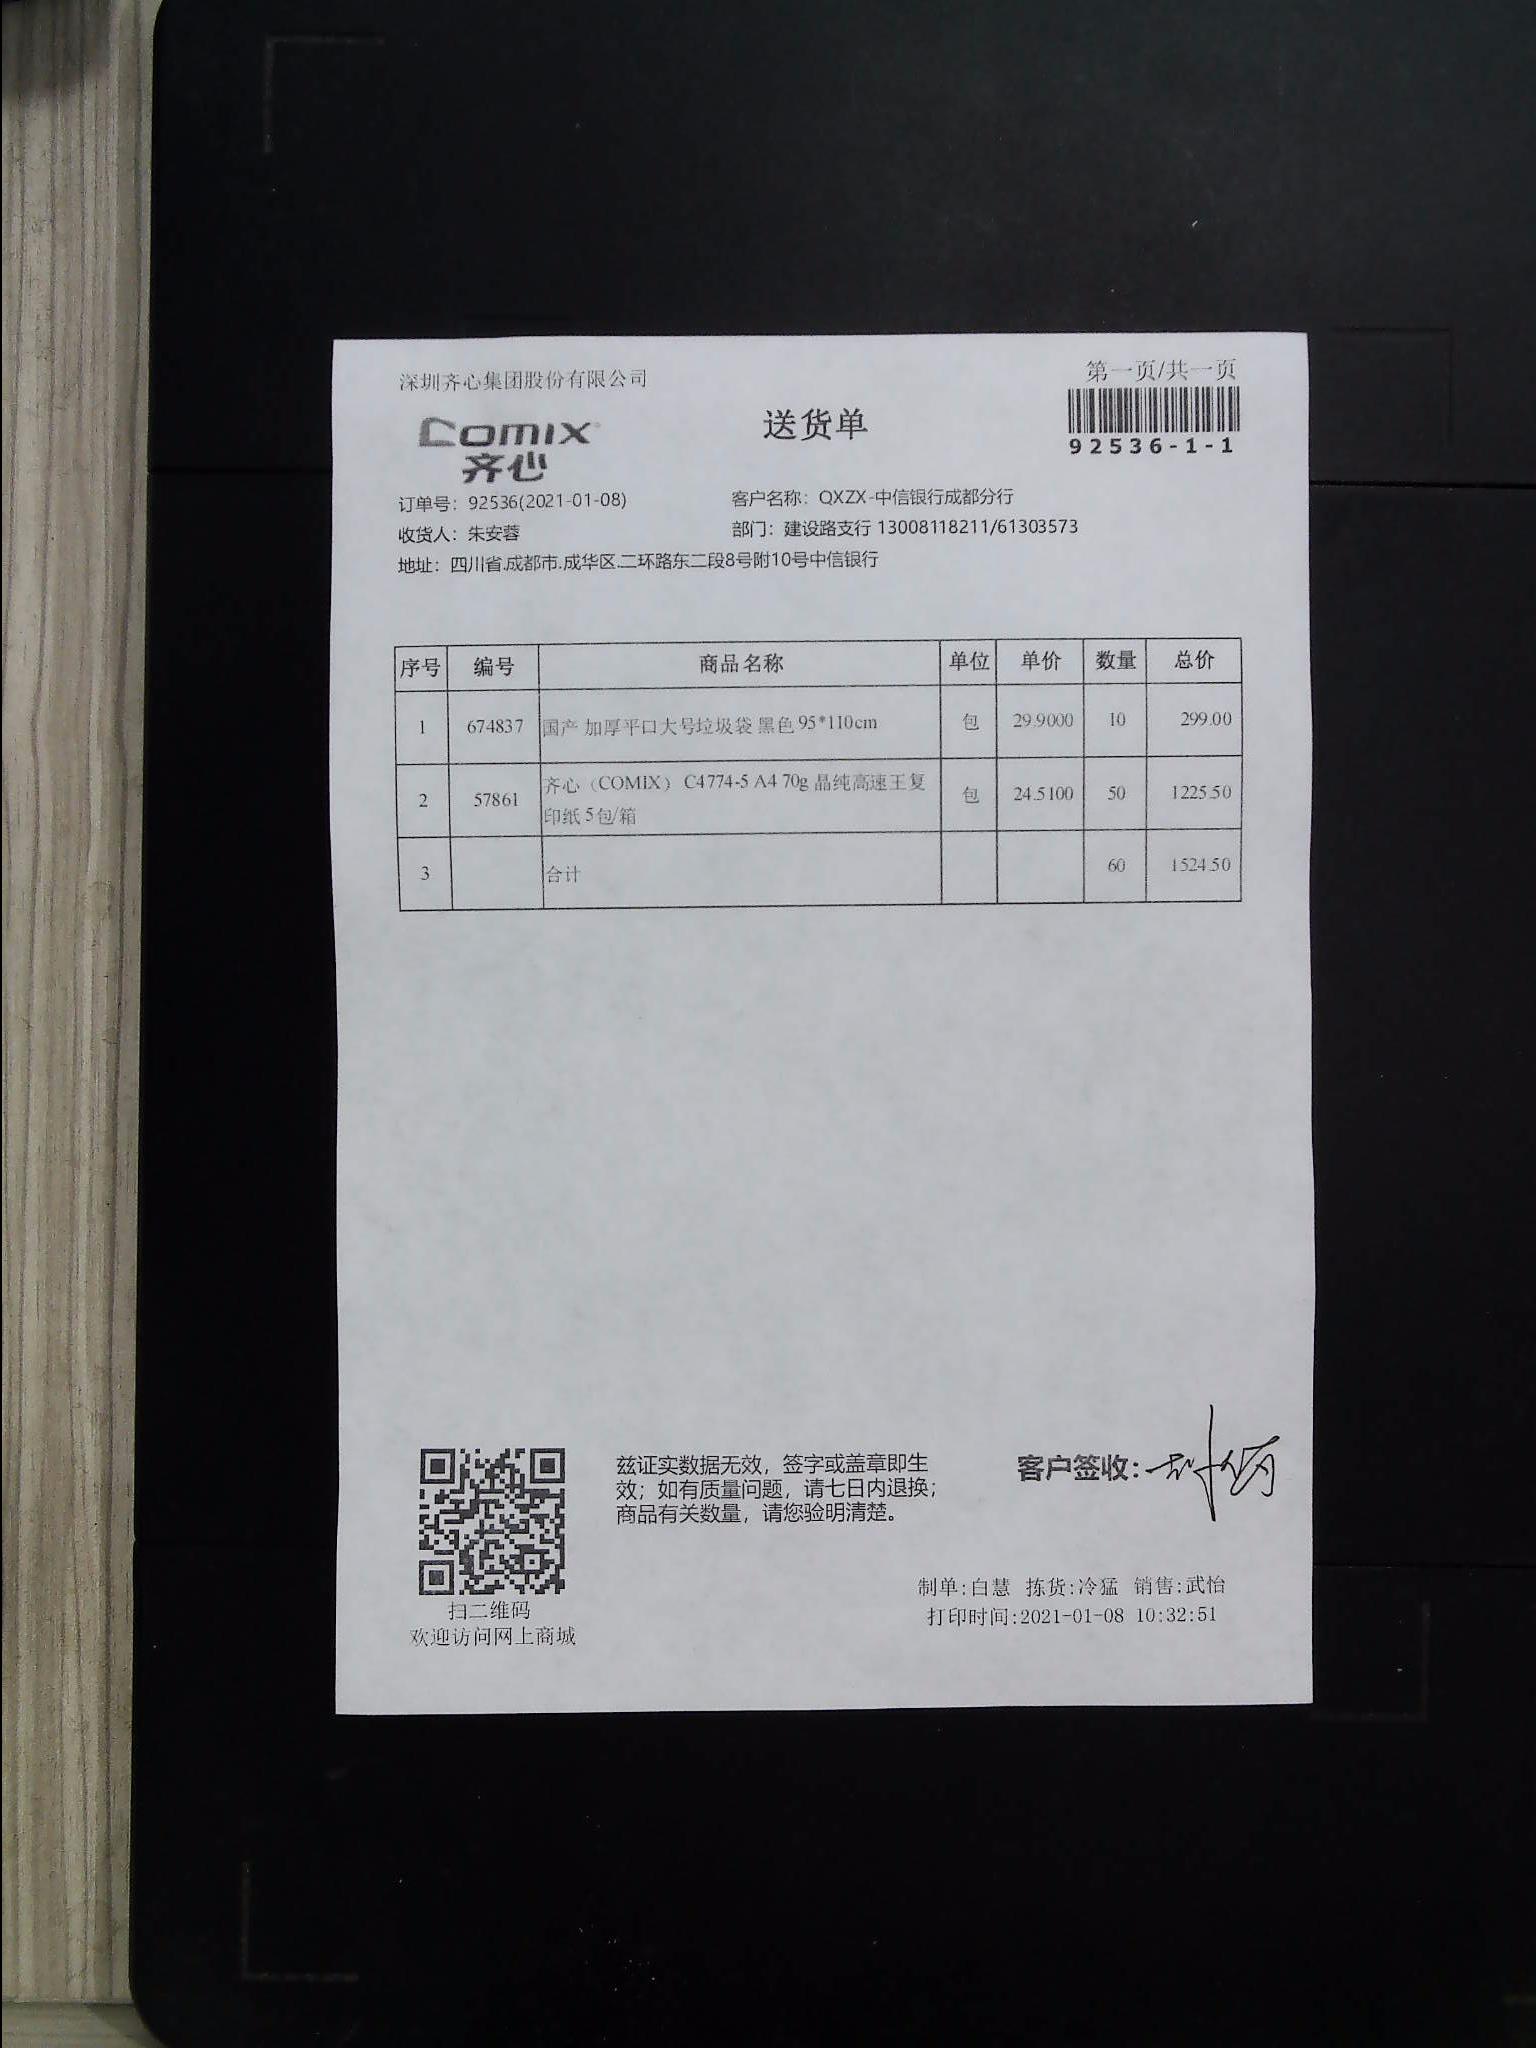 深圳齐心集团股份有限公司
第一页/共一页
comix
齐心
送货单
92536-1-1
订单号：92536(2021-01-08)
客户名称：QXZX-中信银行成都分行
收货人：朱安蓉
部门：建设路支行 13008118211/61303573
地址：四川省.成都市.成华区.二环路东二段8号附10号中信银行
序号 编号 商品名称 单位 单价 数量 总价
1 674837 国产 加厚平口大号垃圾袋 黑色 95*110cm 包 29.9000 10 299.00
2 57861 齐心（COMIX） C4774-5 A4 70g 晶纯高速王复 包 24.5100 50 1225.50
印纸 5包/箱
3 合计 60 1524.50
兹证实数据无效，签字或盖章即生
效；如有质量问题，请七日内退换；
商品有关数量，请您验明清楚。
客户签收：
扫二维码
欢迎访问网上商城
制单:白慧 拣货:冷猛 销售:武怡
打印时间:2021-01-08 10:32:51